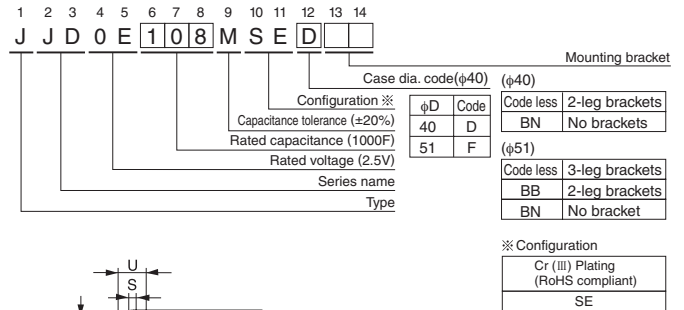 1 2 3 4 5 6 7 8 9 10 11 12 13 14
J J D 0 E 1 0 8 M S E D
Mounting bracket
Case dia. code(φ40)
Configuration ※
Capacitance tolerance (±20%)
Rated capacitance (1000F)
Rated voltage (2.5V)
Series name
Type
φD Code
40 D
51 F
(φ40)
Code less 2-leg brackets
BN No brackets
(φ51)
Code less 3-leg brackets
BB 2-leg brackets
BN No bracket
※Configuration
Cr (Ⅲ) Plating
(RoHS compliant)
SE
U
S